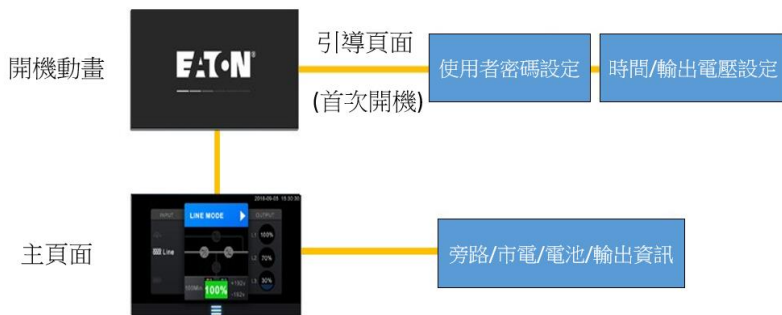 開機動畫
EATON
引導頁面
(首次開機)
使用者密碼設定
時間/輸出電壓設定
主頁面
INPUT
LINE MODE
OUTPUT
Line
L1 100%
L2 70%
L3 30%
100%
+192v
-192v
旁路/市電/電池/輸出資訊